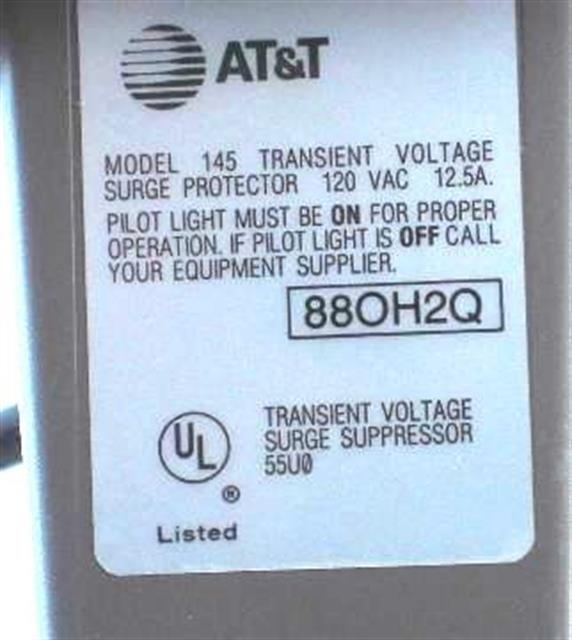 AT&T
MODEL 145 TRANSIENT VOLTAGE
SURGE PROTECTOR 120 VAC 12.5A.
PILOT LIGHT MUST BE ON FOR PROPER
OPERATION. IF PILOT LIGHT IS OFF CALL
YOUR EQUIPMENT SUPPLIER.
88OH2Q
UL ®
Listed
TRANSIENT VOLTAGE
SURGE SUPPRESSOR
55U0